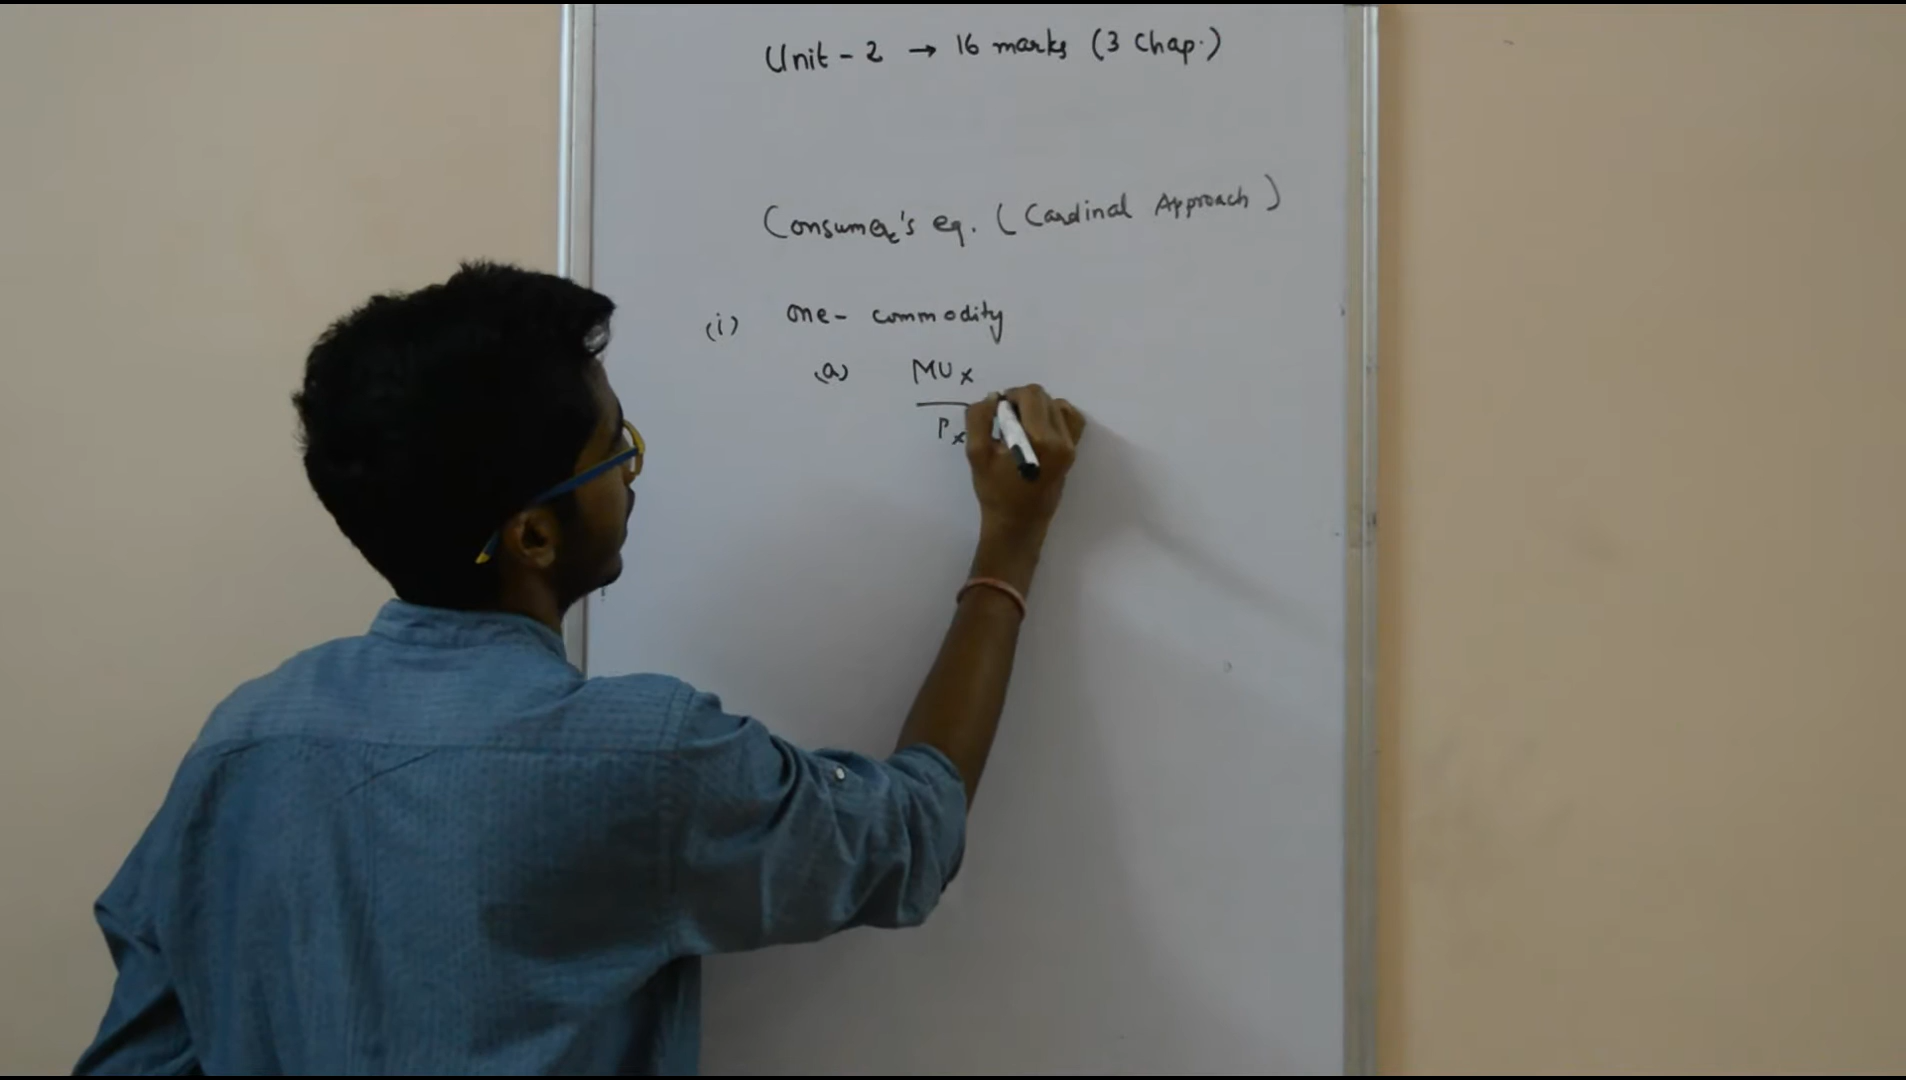 Unit - 2 → 16 marks (3 Chap.)
Consumer's eq. (Cardinal Approach)
(i) one- commodity
(a) MUx
Px